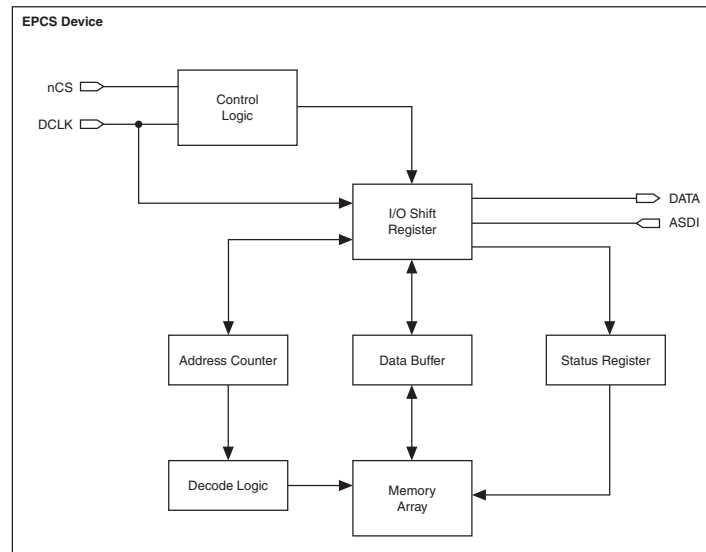 EPCS Device
nCS
Control
Logic
DCLK
DATA
I/O Shift
Register
ASDI
Address Counter
Data Buffer
Status Register
Decode Logic
Memory
Array